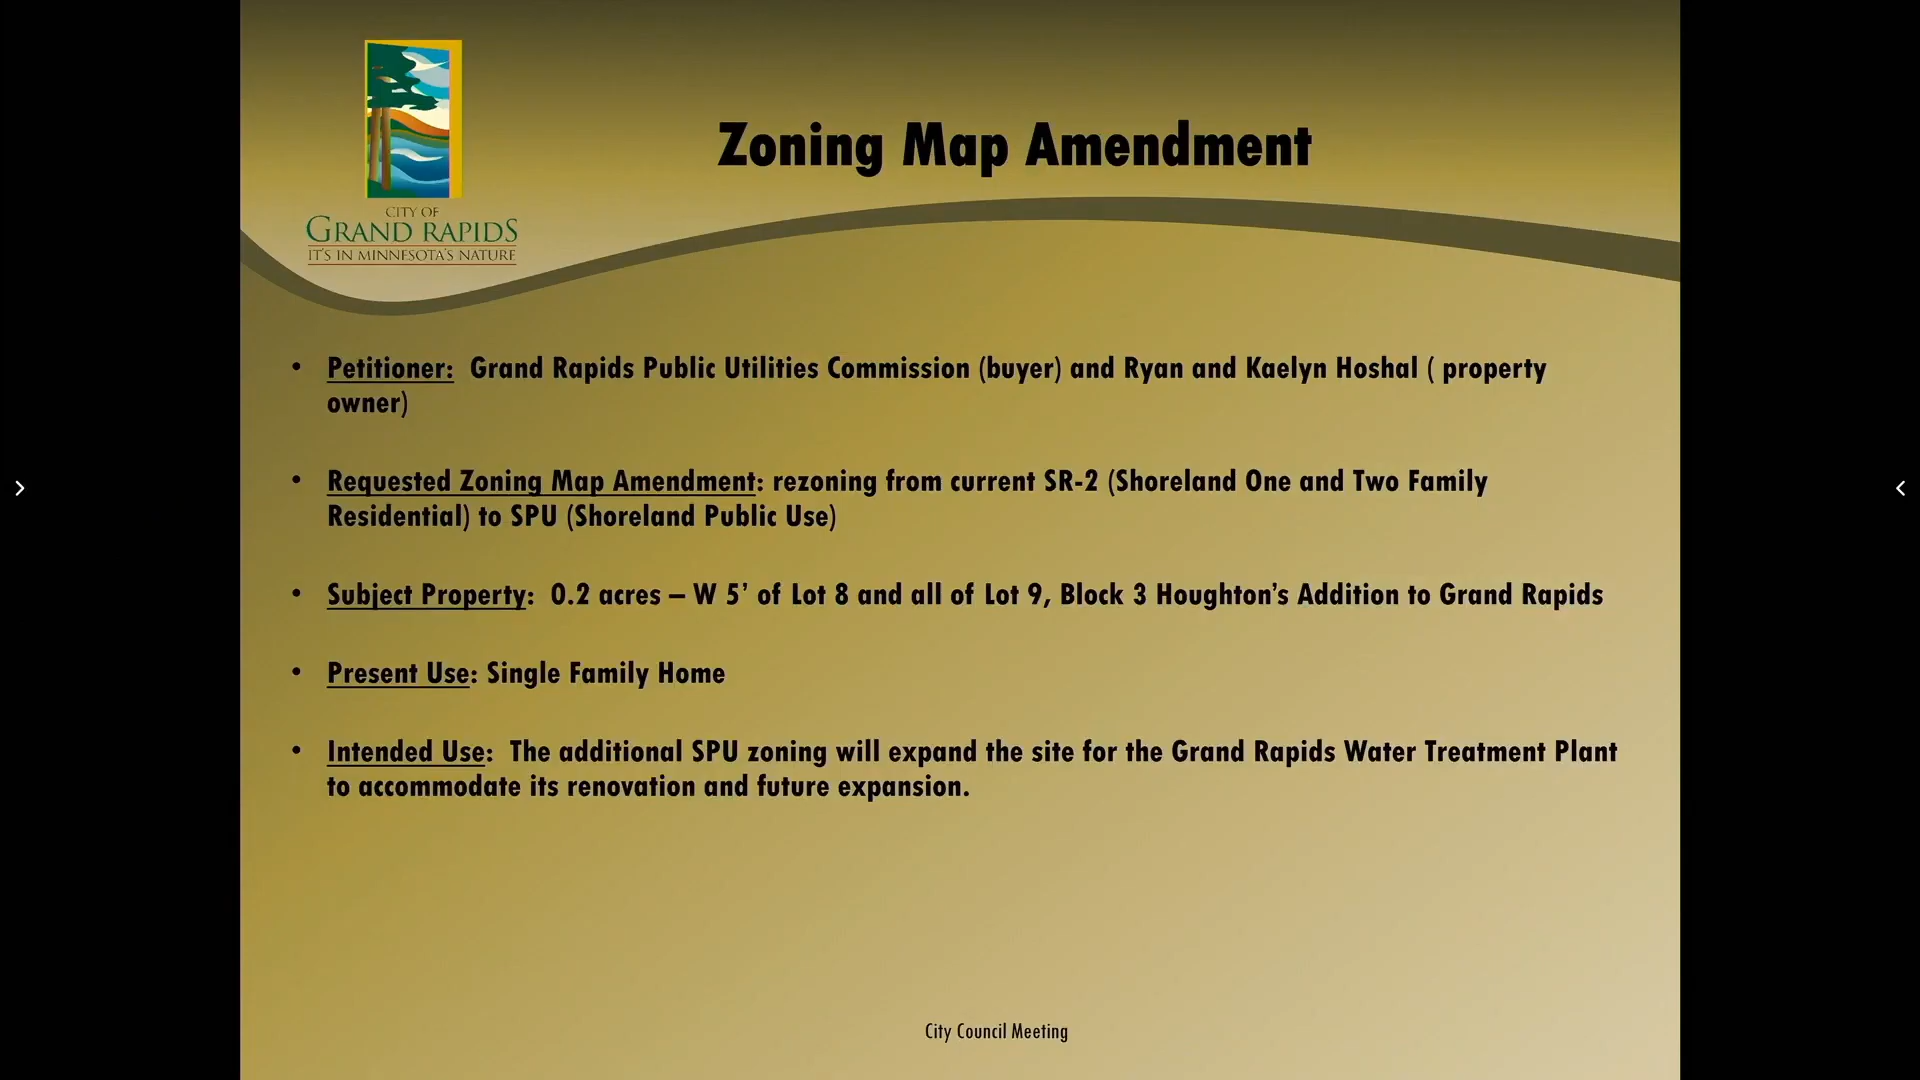 Zoning Map Amendment
CITY OF
GRAND RAPIDS
IT'S IN MINNESOTA'S NATURE
• Petitioner:  Grand Rapids Public Utilities Commission (buyer) and Ryan and Kaelyn Hoshal ( property
owner)
• Requested Zoning Map Amendment: rezoning from current SR-2 (Shoreland One and Two Family
Residential) to SPU (Shoreland Public Use)
• Subject Property:  0.2 acres – W 5’ of Lot 8 and all of Lot 9, Block 3 Houghton’s Addition to Grand Rapids
• Present Use: Single Family Home
• Intended Use:  The additional SPU zoning will expand the site for the Grand Rapids Water Treatment Plant
to accommodate its renovation and future expansion.
City Council Meeting